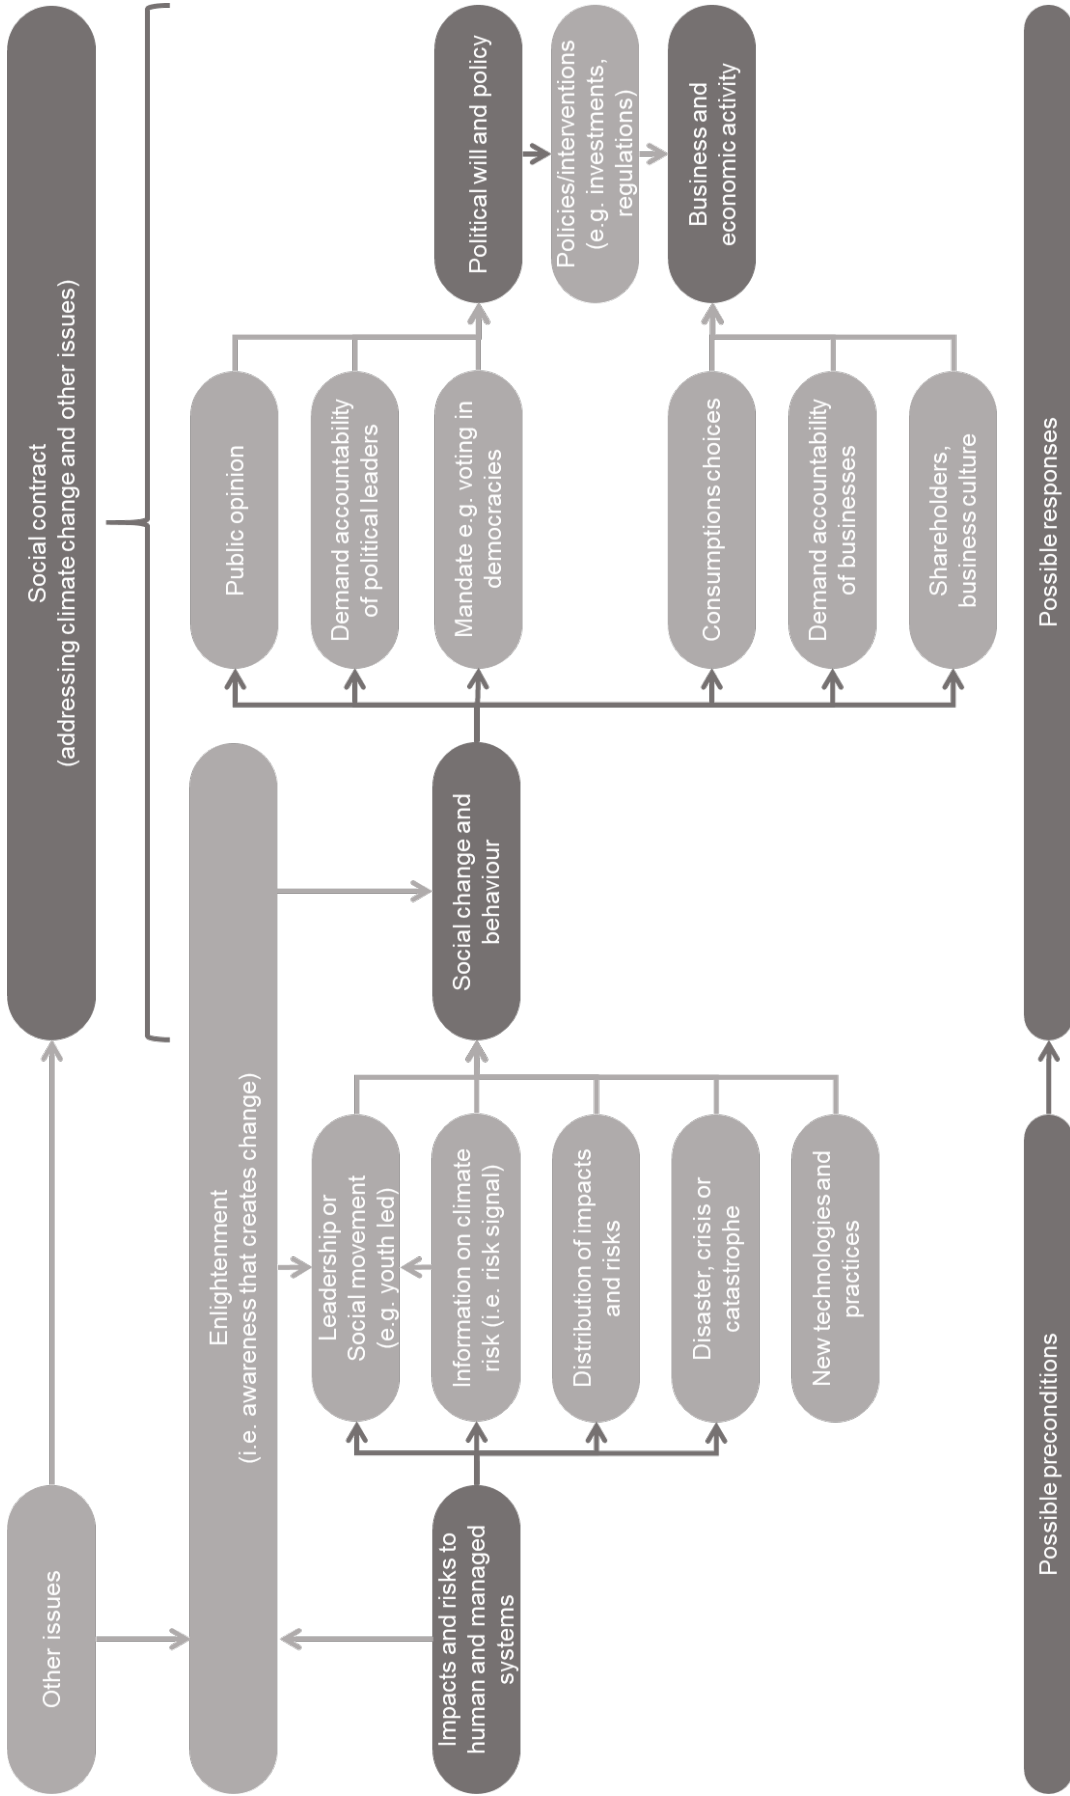 Other issues
Social contract
(addressing climate change and other issues)
Enlightenment
(i.e. awareness that creates change)
Impacts and risks to
human and managed
systems
Leadership or
Social movement
(e.g. youth led)
Information on climate
risk (i.e. risk signal)
Distribution of impacts
and risks
Disaster, crisis or
catastrophe
New technologies and
practices
Social change and
behaviour
Public opinion
Demand accountability
of political leaders
Mandate e.g. voting in
democracies
Consumptions choices
Demand accountability
of businesses
Shareholders,
business culture
Political will and policy
Policies/interventions
(e.g. investments,
regulations)
Business and
economic activity
Possible preconditions
Possible responses